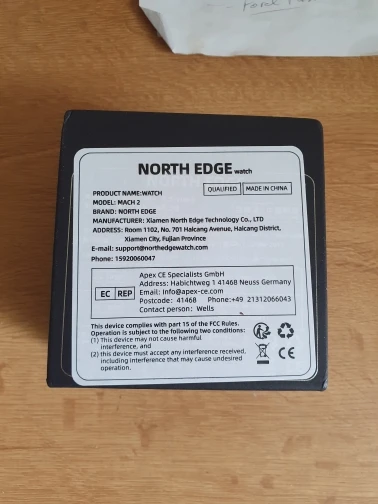 NORTH EDGE watch
QUALIFIED MADE IN CHINA
PRODUCT NAME:WATCH
MODEL: MACH 2
BRAND: NORTH EDGE
MANUFACTURER: Xiamen North Edge Technology Co., LTD
ADDRESS: Room 1102, No. 701 Haicang Avenue, Haicang District,
Xiamen City, Fujian Province
E-mail: support@northedgewatch.com
Phone: 15920060047
EC REP
Apex CE Specialists GmbH
Address: Habichtweg 1 41468 Neuss Germany
Email: Info@apex-ce.com
Postcode: 41468 Phone:+49 21312066043
Contact person: Wells
This device complies with part 15 of the FCC Rules.
Operation is subject to the following two conditions:
(1) This device may not cause harmful
interference, and
(2) this device must accept any interference received,
including interference that may cause undesired
operation.
CE